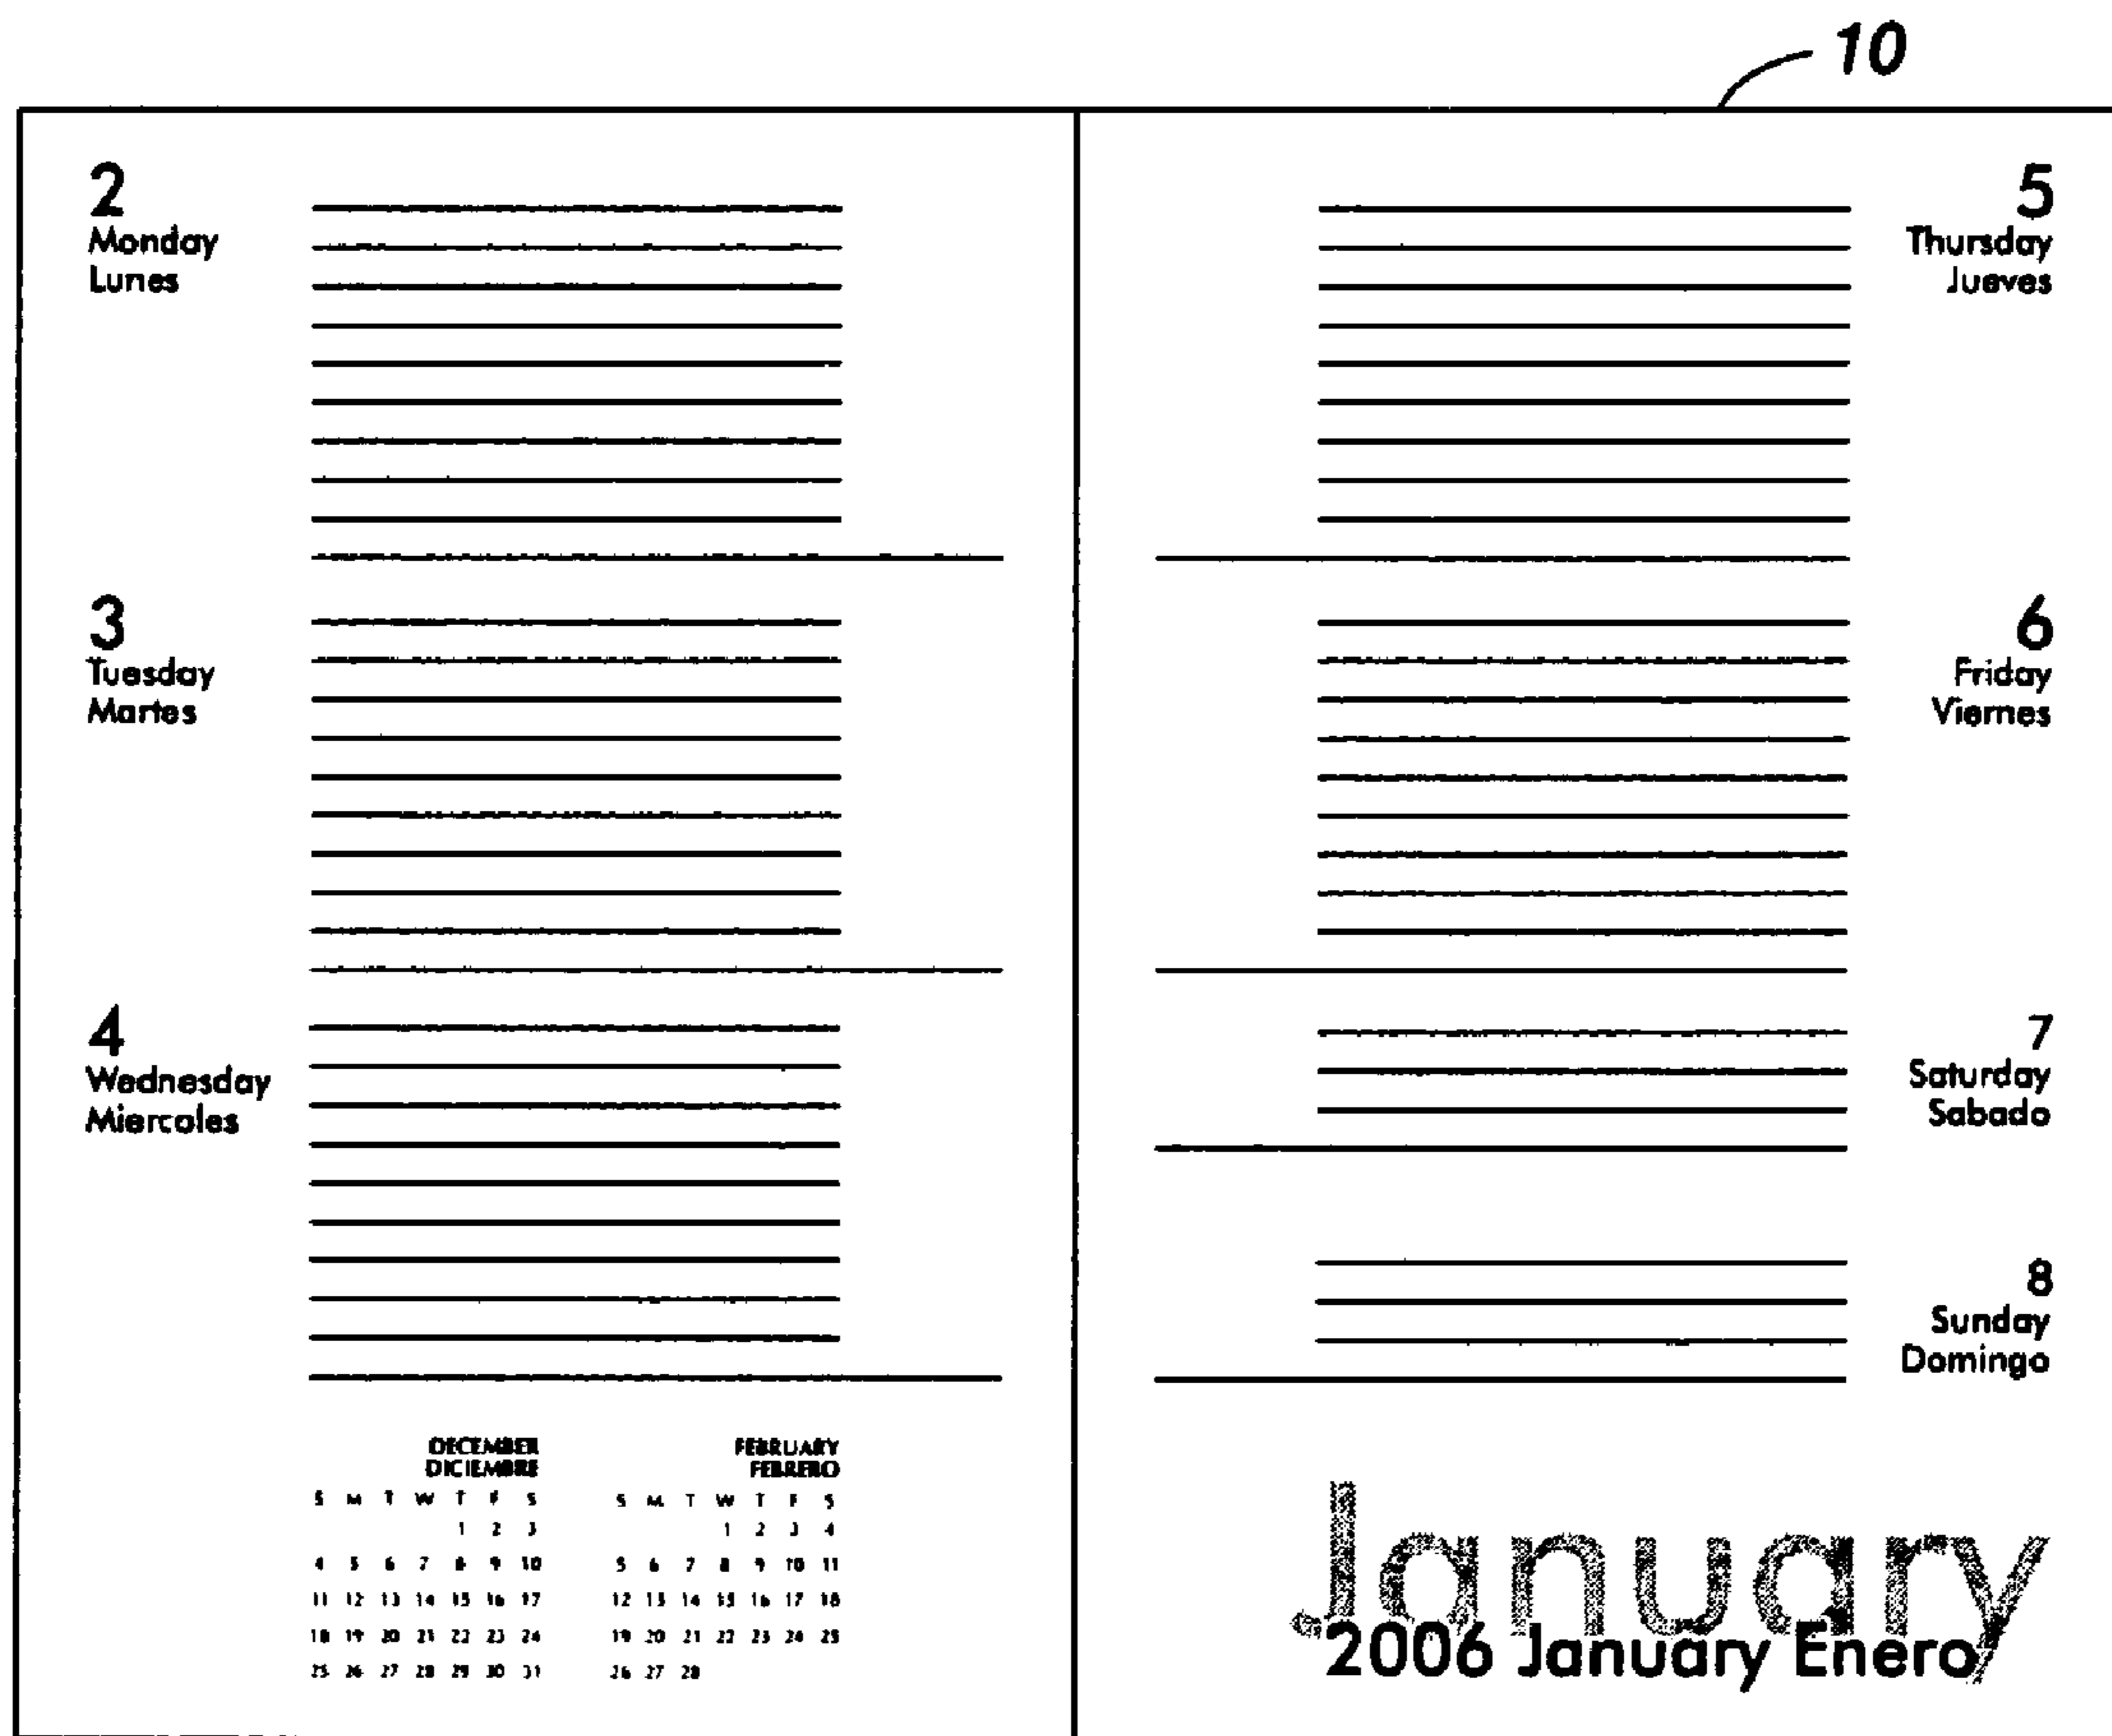 10
2
Monday
Lunes
3
Tuesday
Martes
4
Wednesday
Miercoles
DECEMBER
DICIEMBRE
S M T W T F S
1 2 3
4 5 6 7 8 9 10
11 12 13 14 15 16 17
18 19 20 21 22 23 24
25 26 27 28 29 30 31
FEBRUARY
FEBRERO
S M T W T F S
1 2 3 4
5 6 7 8 9 10 11
12 13 14 15 16 17 18
19 20 21 22 23 24 25
26 27 28
5
Thursday
Jueves
6
Friday
Viernes
7
Saturday
Sabado
8
Sunday
Domingo
January
2006 January Enero